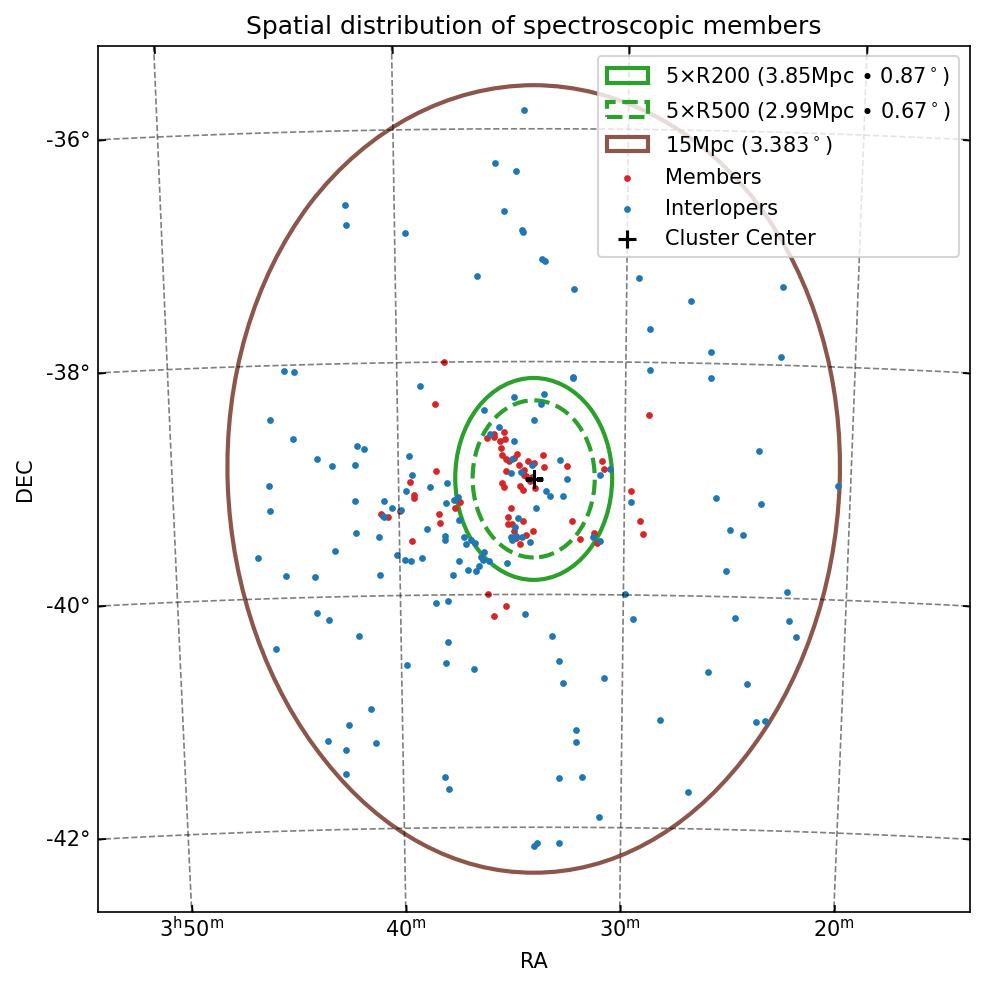 Spatial distribution of spectroscopic members
5×R200 (3.85Mpc • 0.87°)
5×R500 (2.99Mpc • 0.67°)
15Mpc (3.383°)
Members
Interlopers
Cluster Center
-36°
-38°
-40°
-42°
DEC
3ʰ50ᵐ 40ᵐ 30ᵐ 20ᵐ
RA